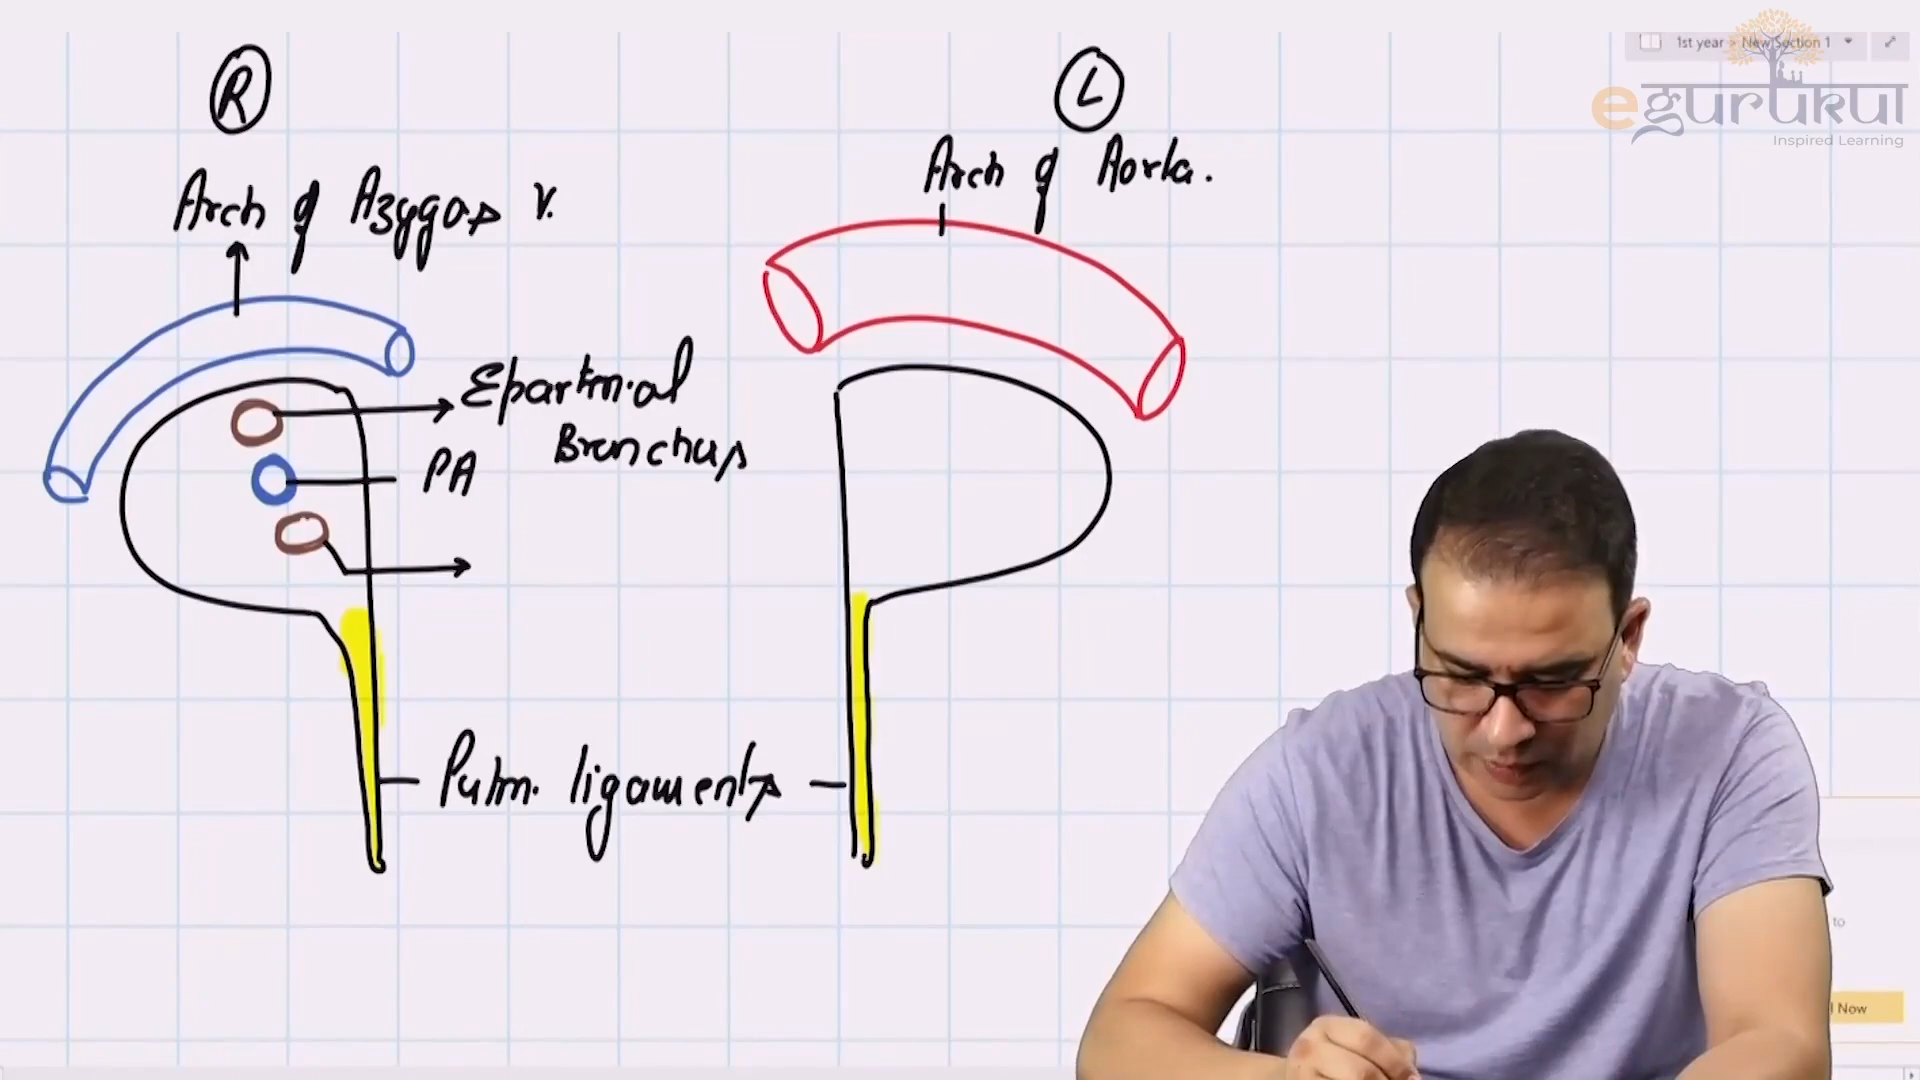 R
L
Arch of Azygos v.
Arch of Aorta.
Eparterial
Bronchus
PA
Pulm. ligaments
1st year > New Section 1
egurukul
Inspired Learning
to
l Now